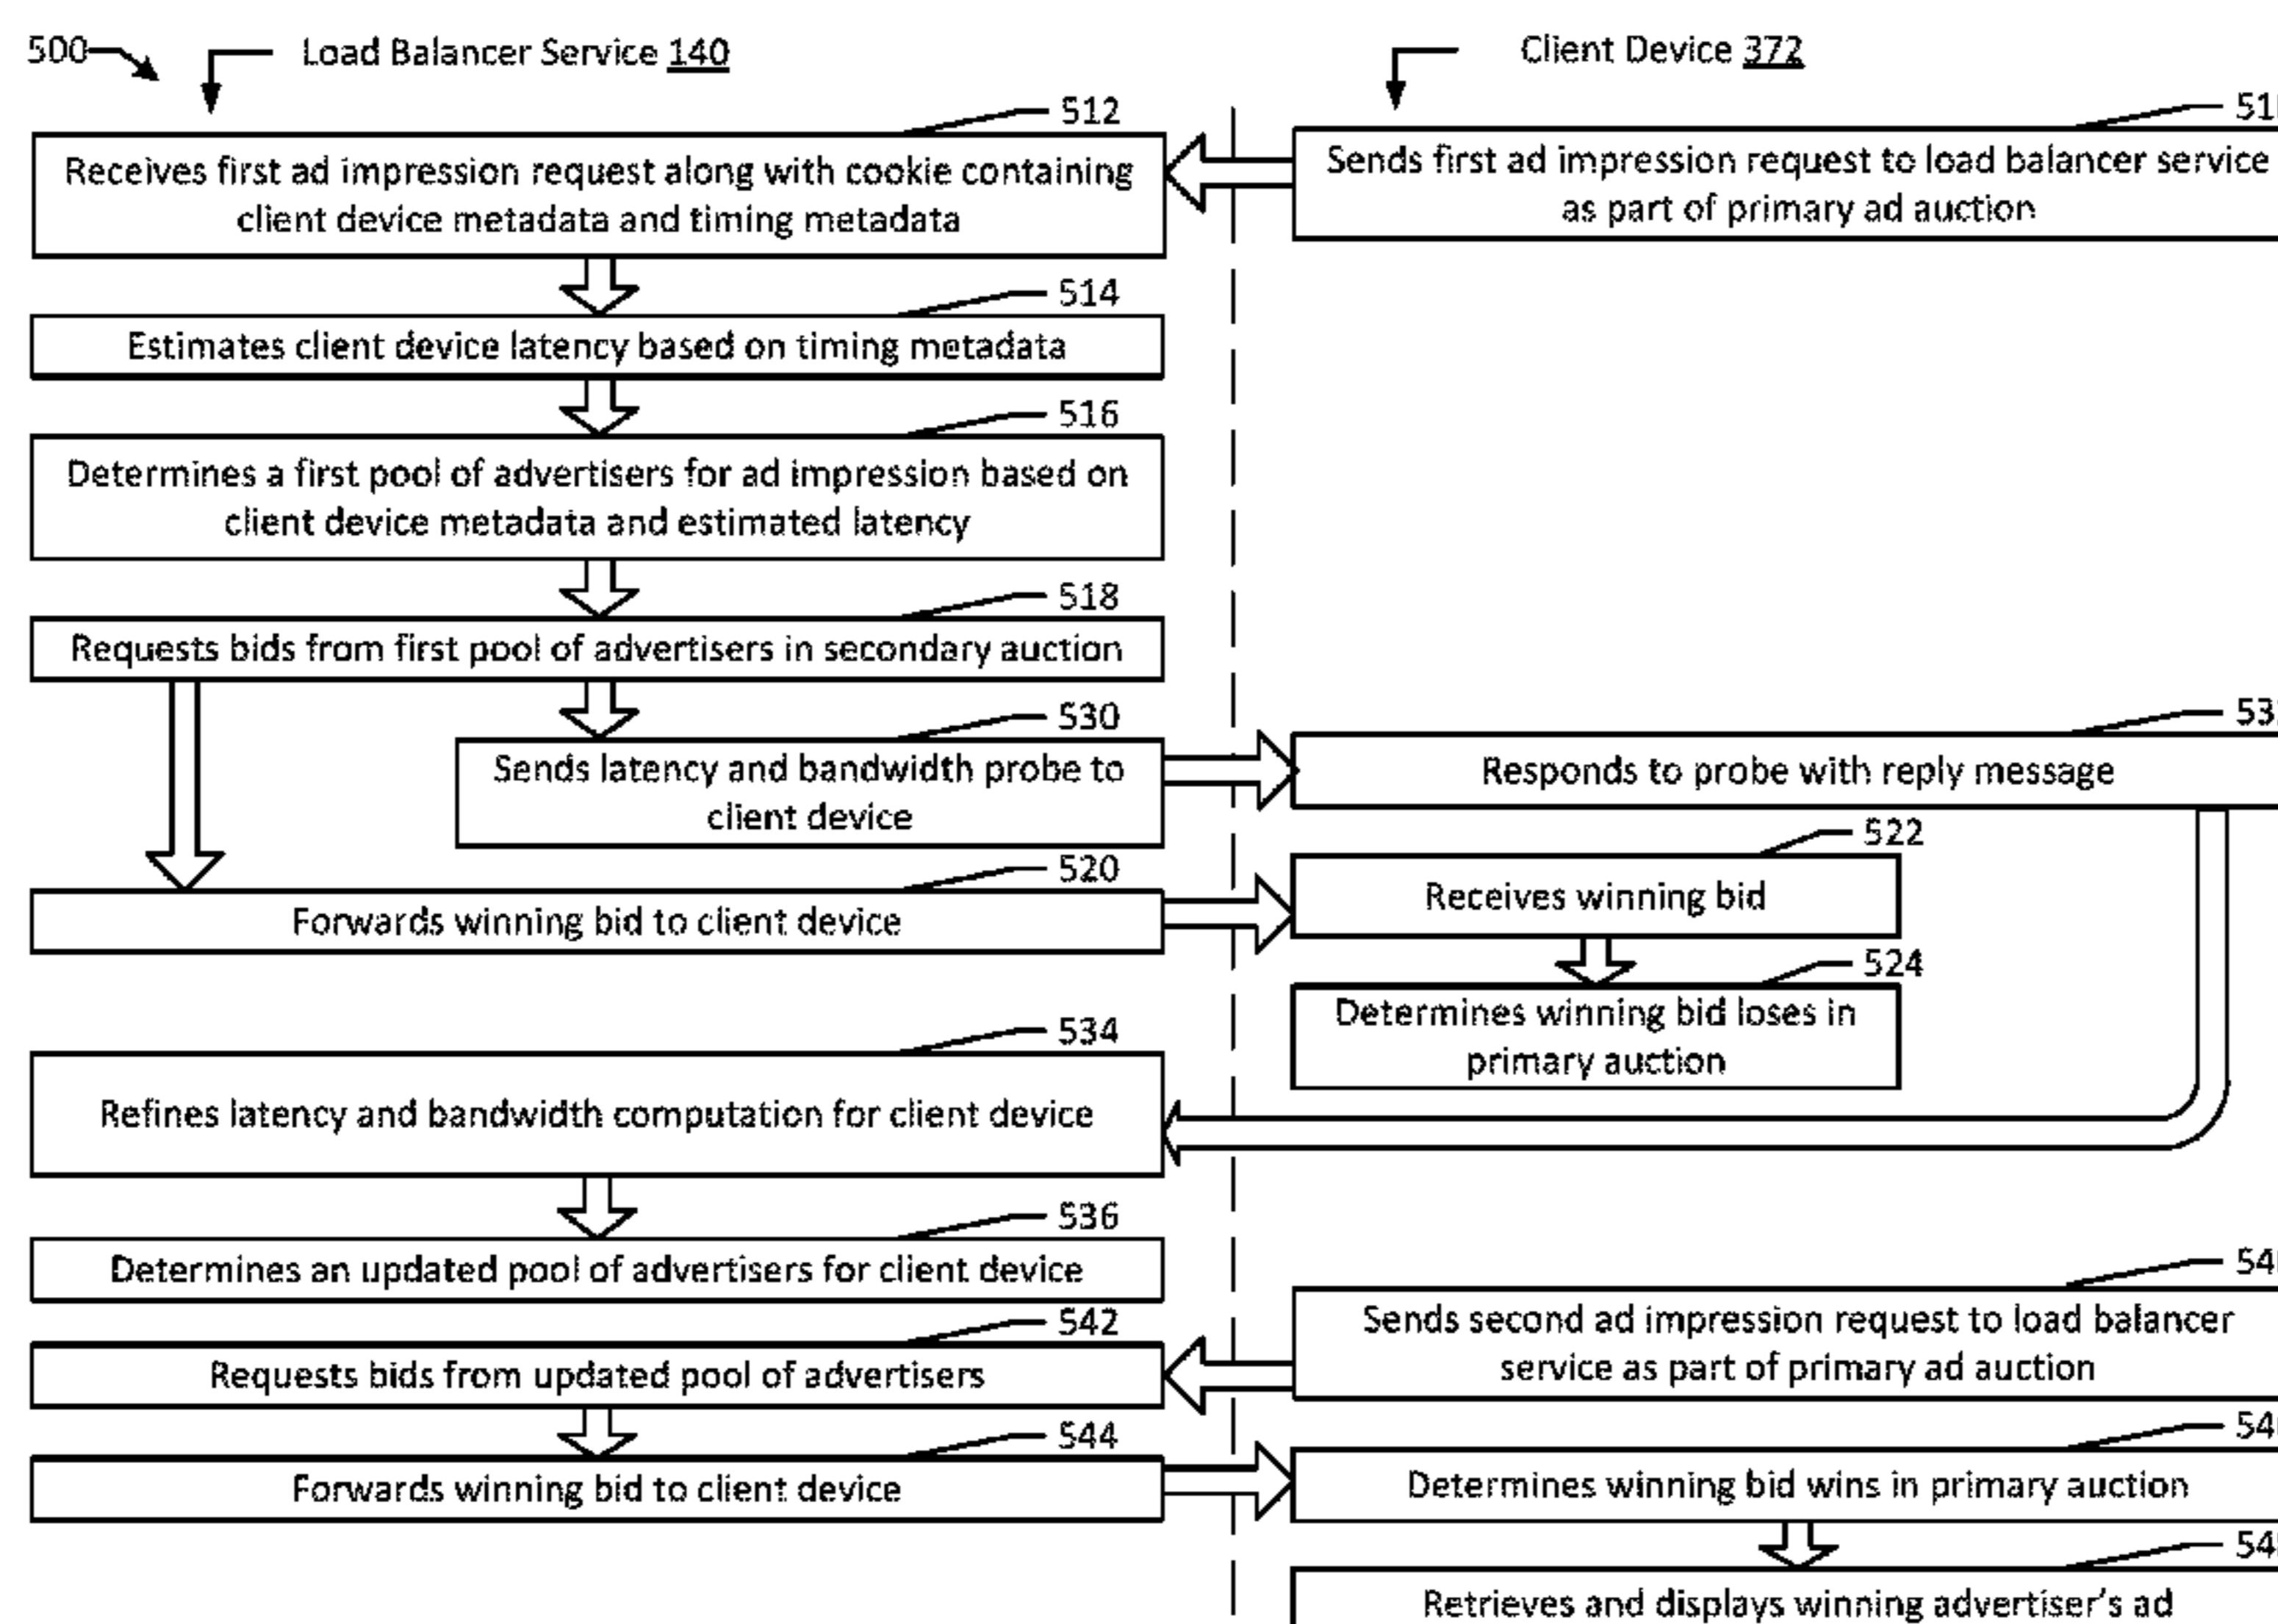 500
Load Balancer Service 140
Client Device 372
512
Receives first ad impression request along with cookie containing
client device metadata and timing metadata
Sends first ad impression request to load balancer service
as part of primary ad auction
514
Estimates client device latency based on timing metadata
516
Determines a first pool of advertisers for ad impression based on
client device metadata and estimated latency
518
Requests bids from first pool of advertisers in secondary auction
530
Sends latency and bandwidth probe to
client device
Responds to probe with reply message
520
Forwards winning bid to client device
522
Receives winning bid
524
Determines winning bid loses in
primary auction
534
Refines latency and bandwidth computation for client device
536
Determines an updated pool of advertisers for client device
Sends second ad impression request to load balancer
service as part of primary ad auction
542
Requests bids from updated pool of advertisers
544
Forwards winning bid to client device
Determines winning bid wins in primary auction
Retrieves and displays winning advertiser's ad